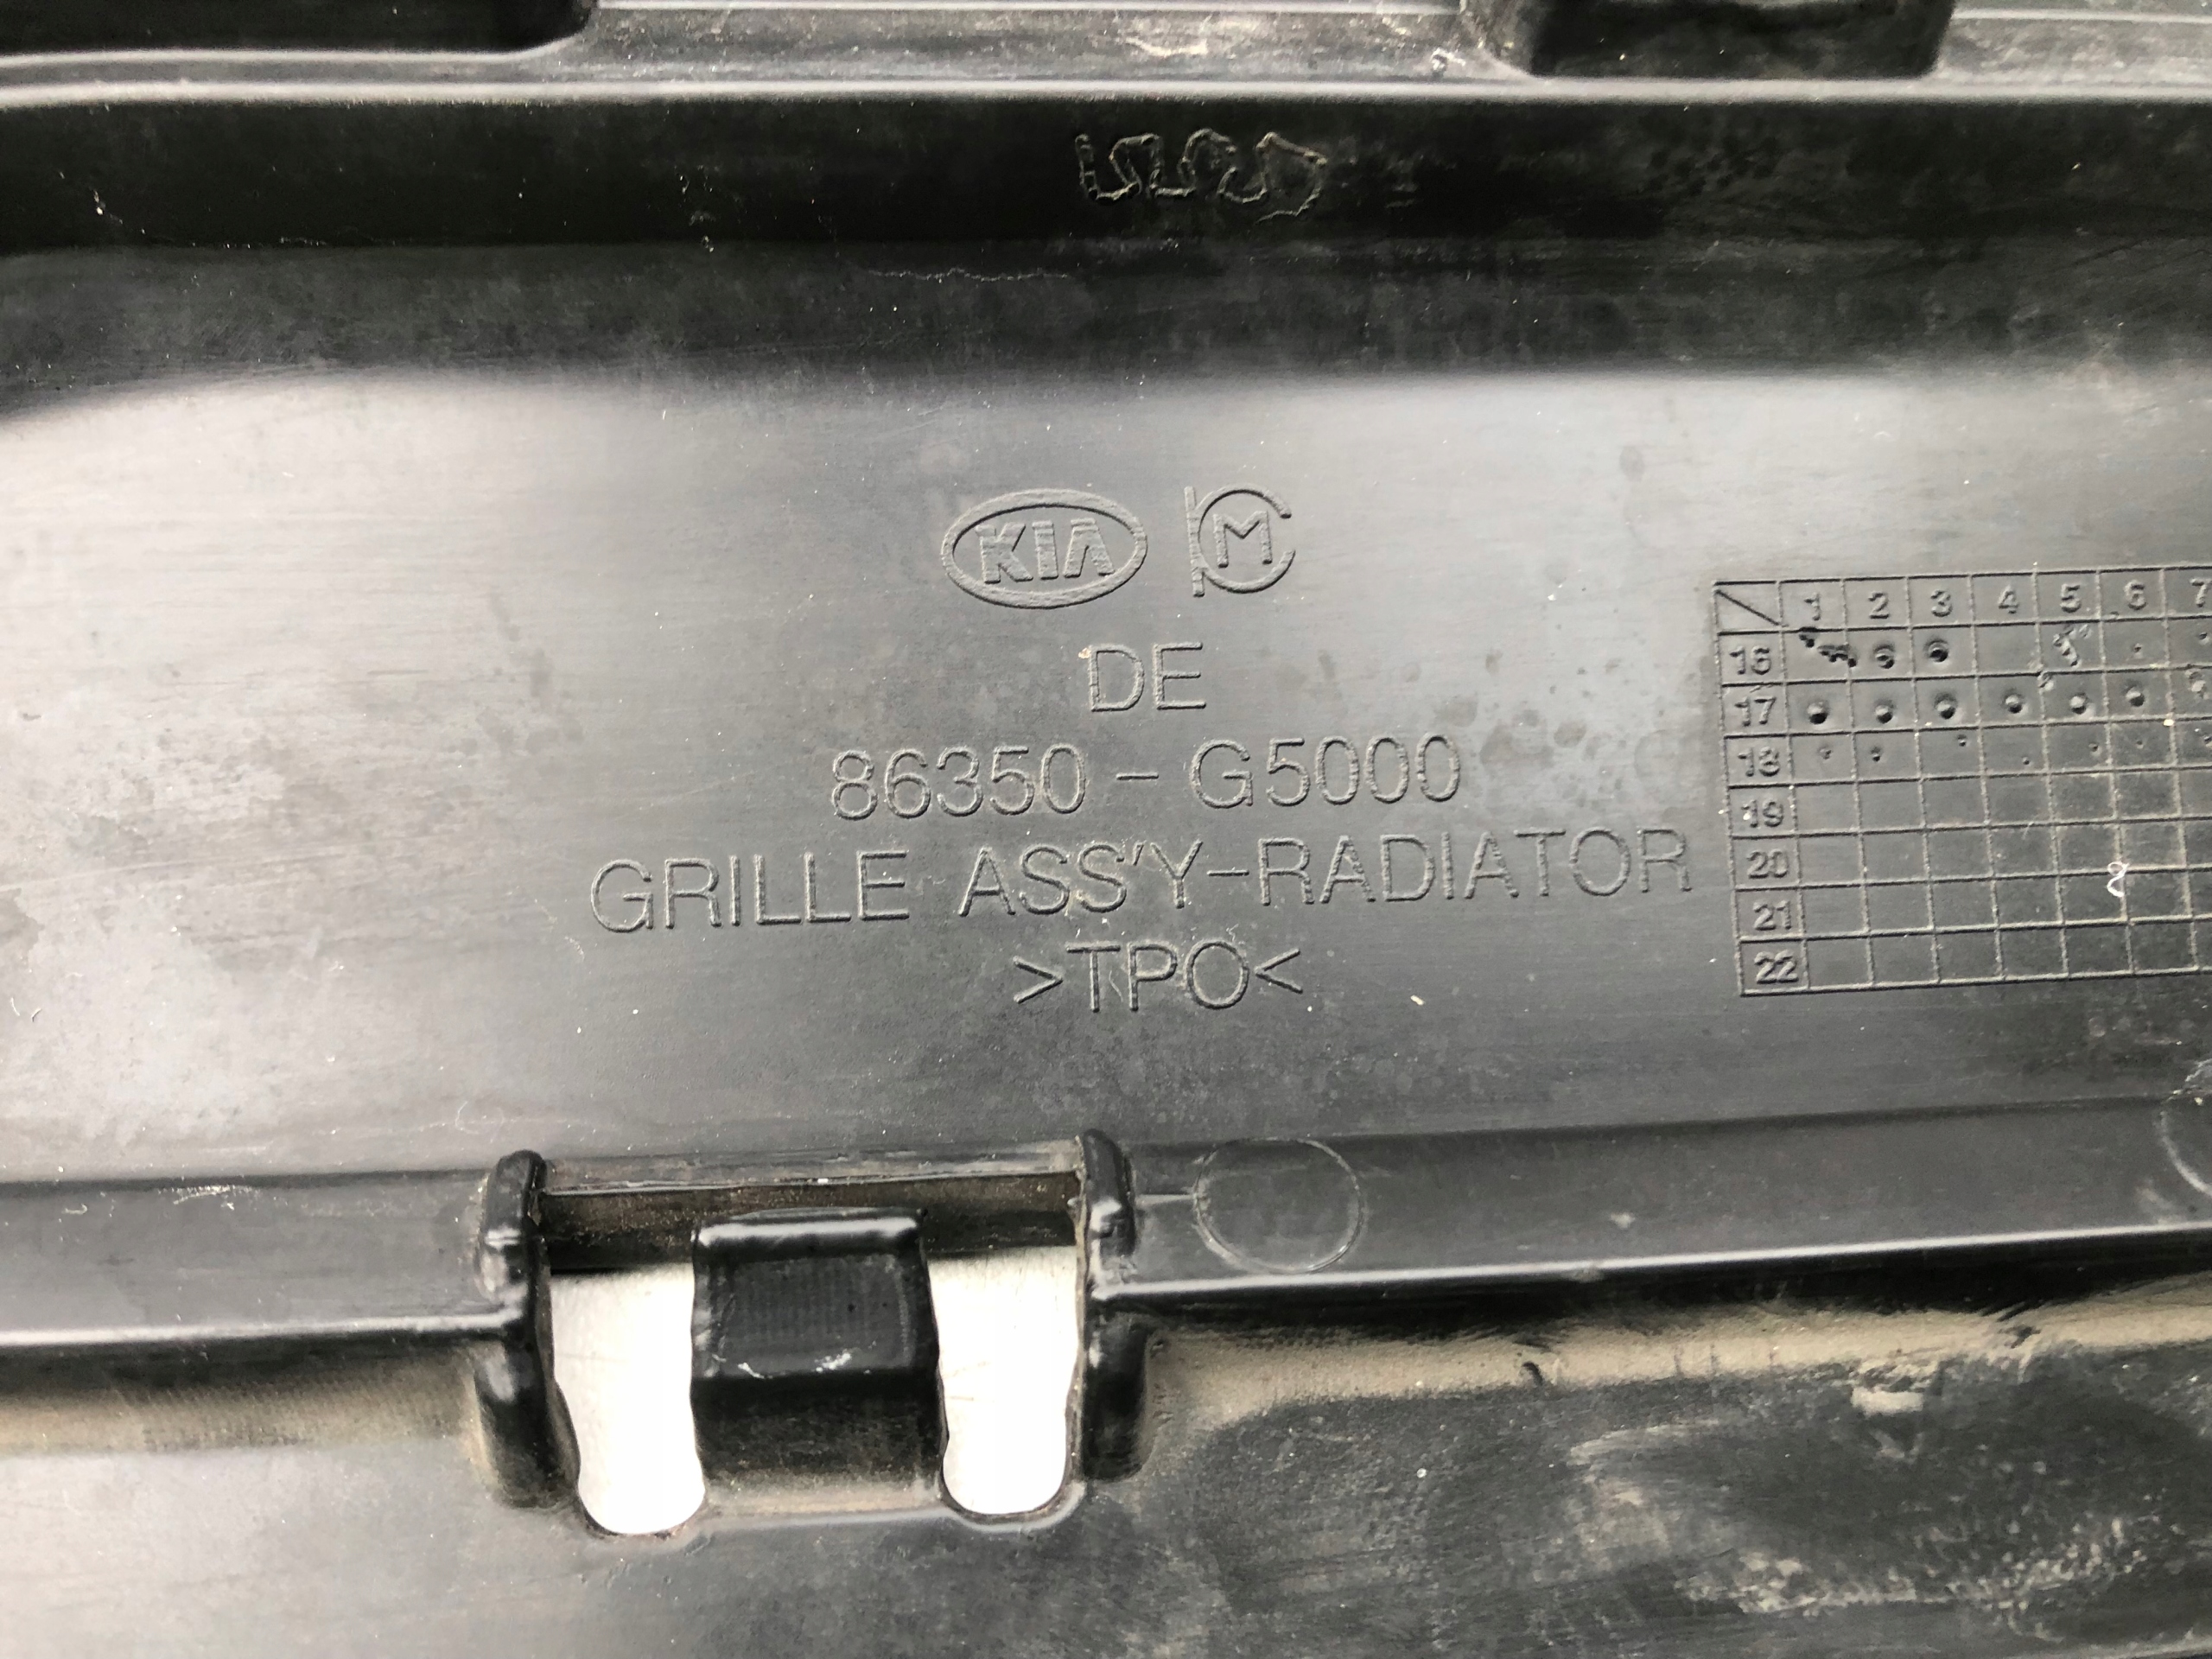 KIA M
DE
86350 - G5000
GRILLE ASS'Y-RADIATOR
>TPO<
1 2 3 4 5 6 7
16
17
18
19
20
21
22